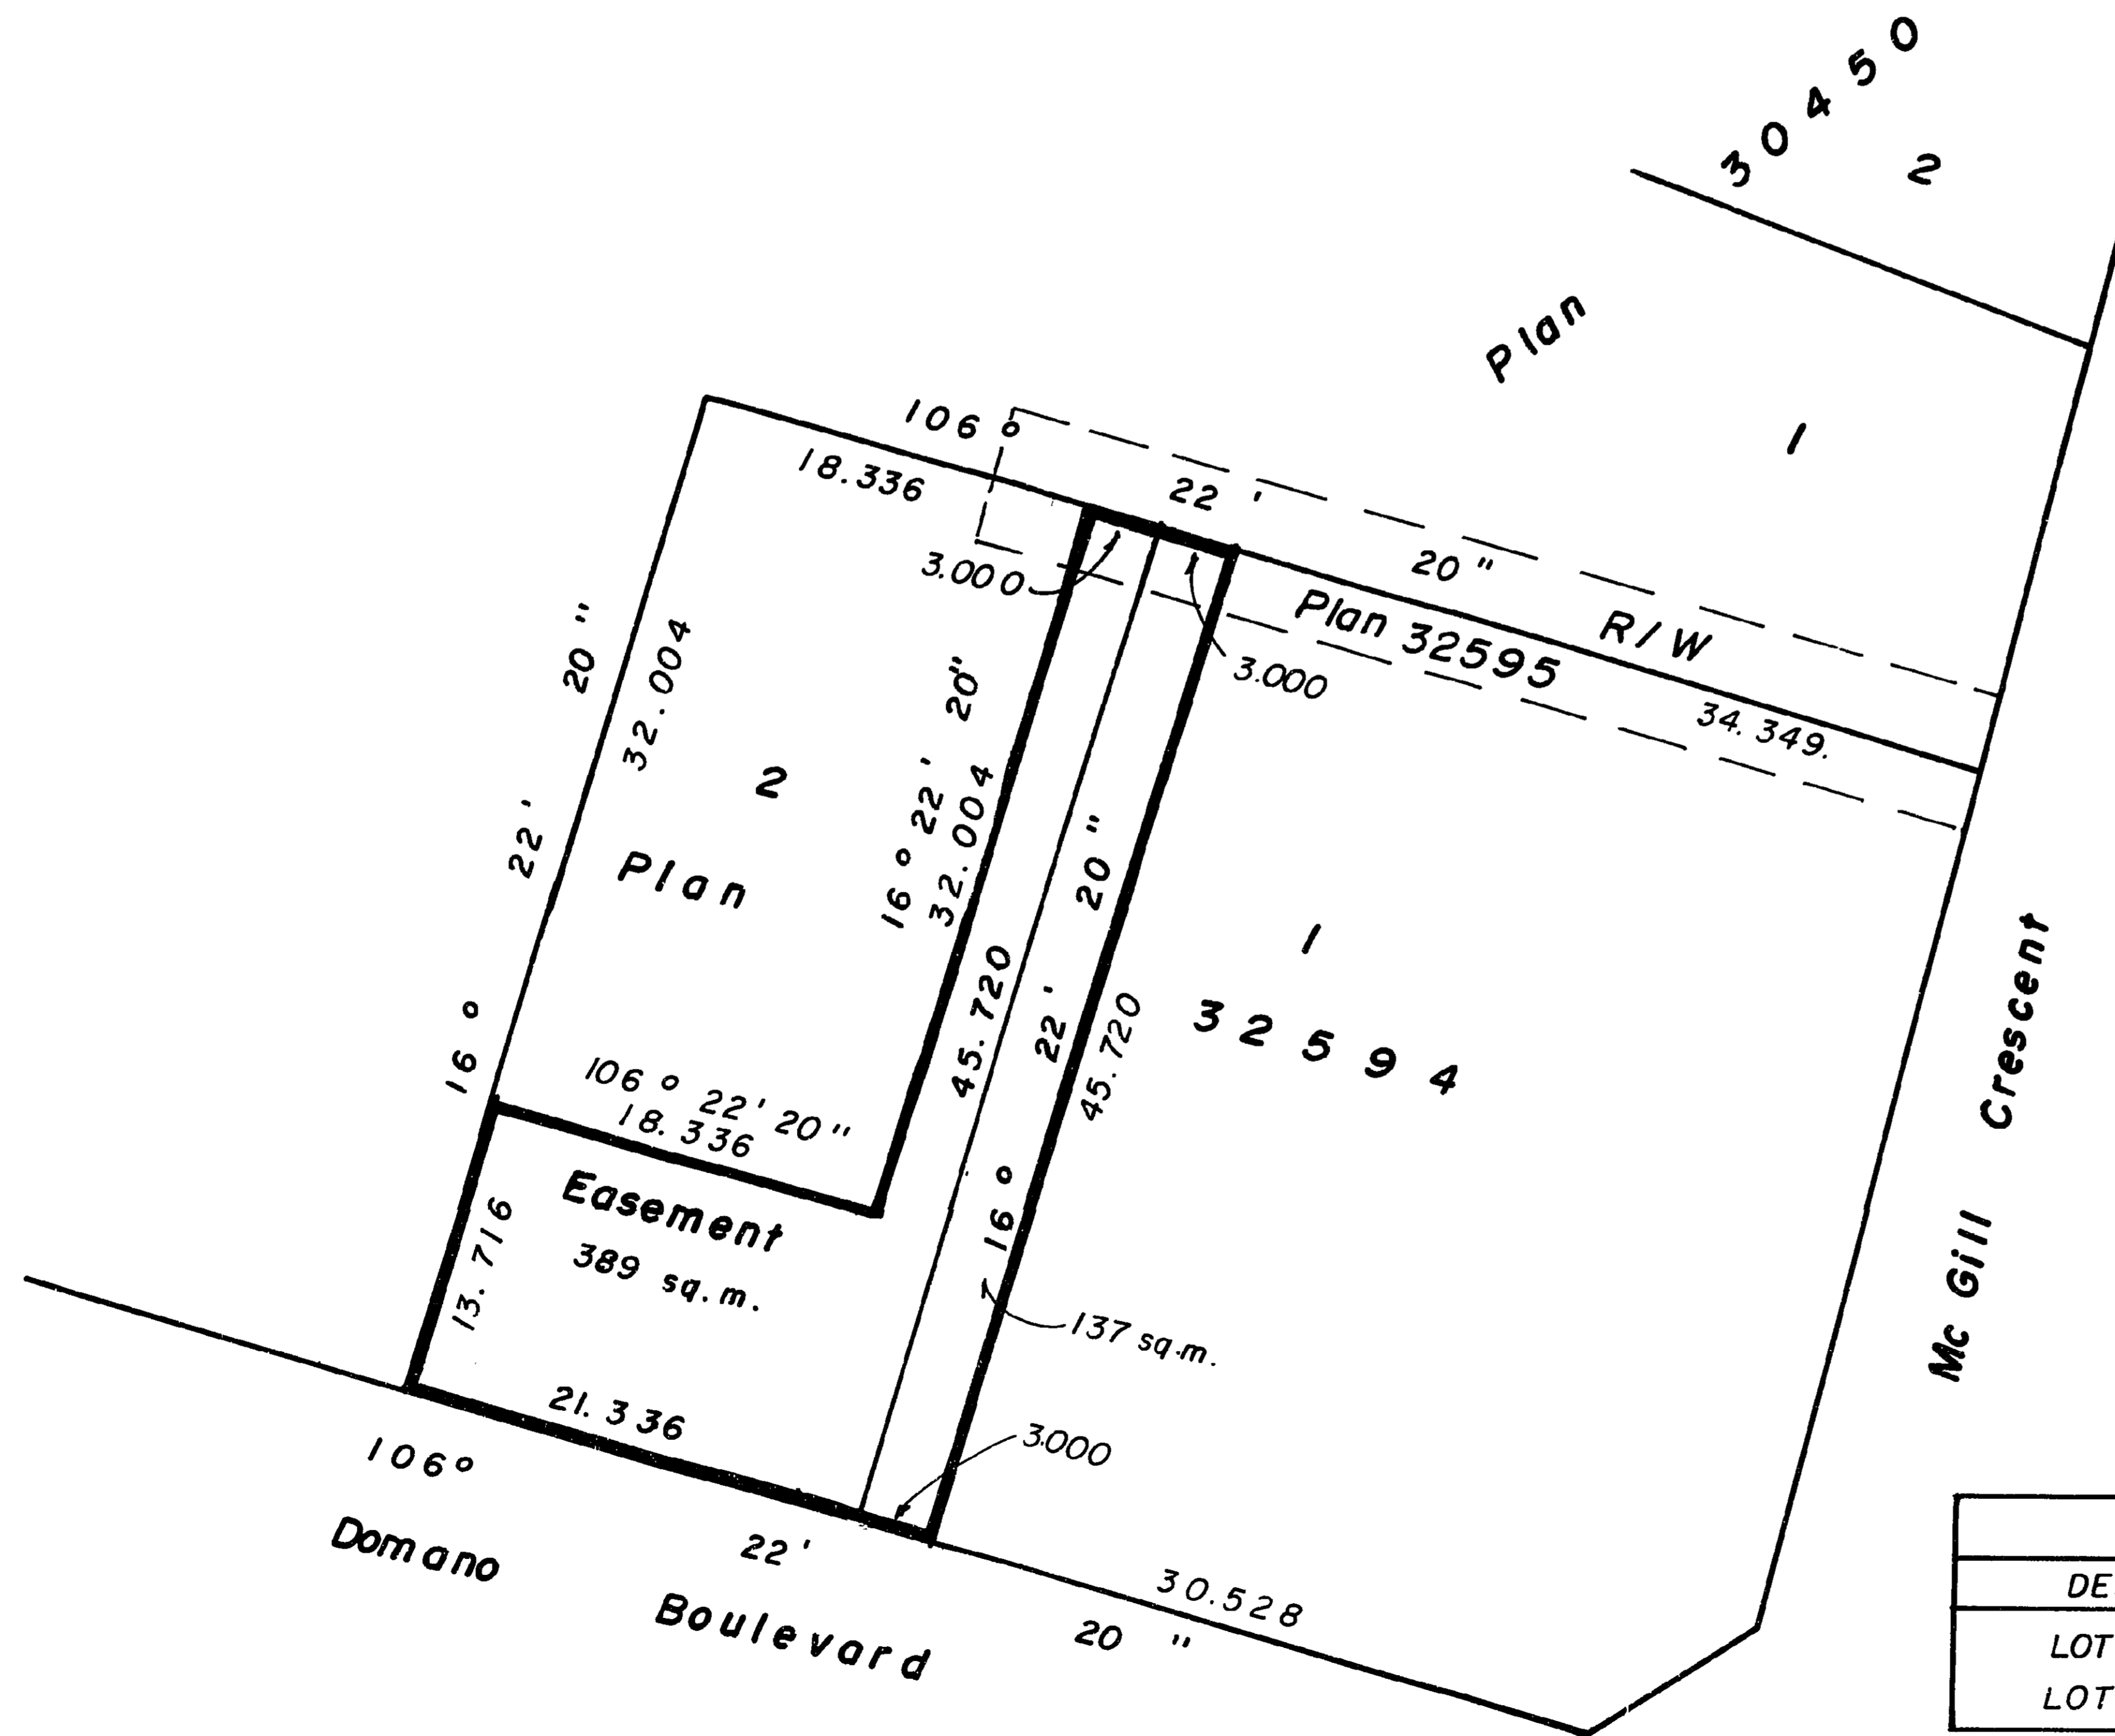 30450
2
Plan
1
106° 22' 20"
18.336
3.000
3.000
Plan 32595 R/W
34.349.
16° 22' 20"
32.004
2
Plan
16° 22' 20"
32.004
45.720
16° 22' 20"
45.720
1
32594
106° 22' 20"
18.336
Easement
389 sq.m.
13.716
137 sq.m.
21.336
3.000
30.528
106° 22' 20"
Domano Boulevard
Mc Gill Crescent
DE
LOT
LOT